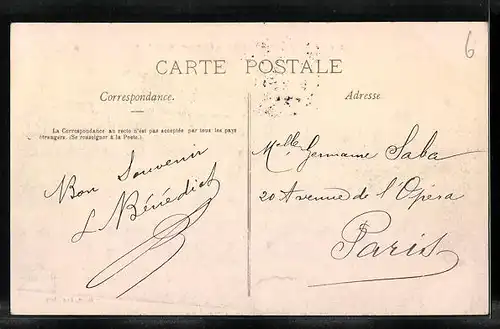 6
CARTE POSTALE
Correspondance.
Adresse
La Correspondance au recto n'est pas acceptée par tous les pays
étrangers. (Se renseigner à la Poste.)
Bon Souvenir
L Bénédict
Mlle Germaine Saba
20 Avenue de l'Opéra
Paris